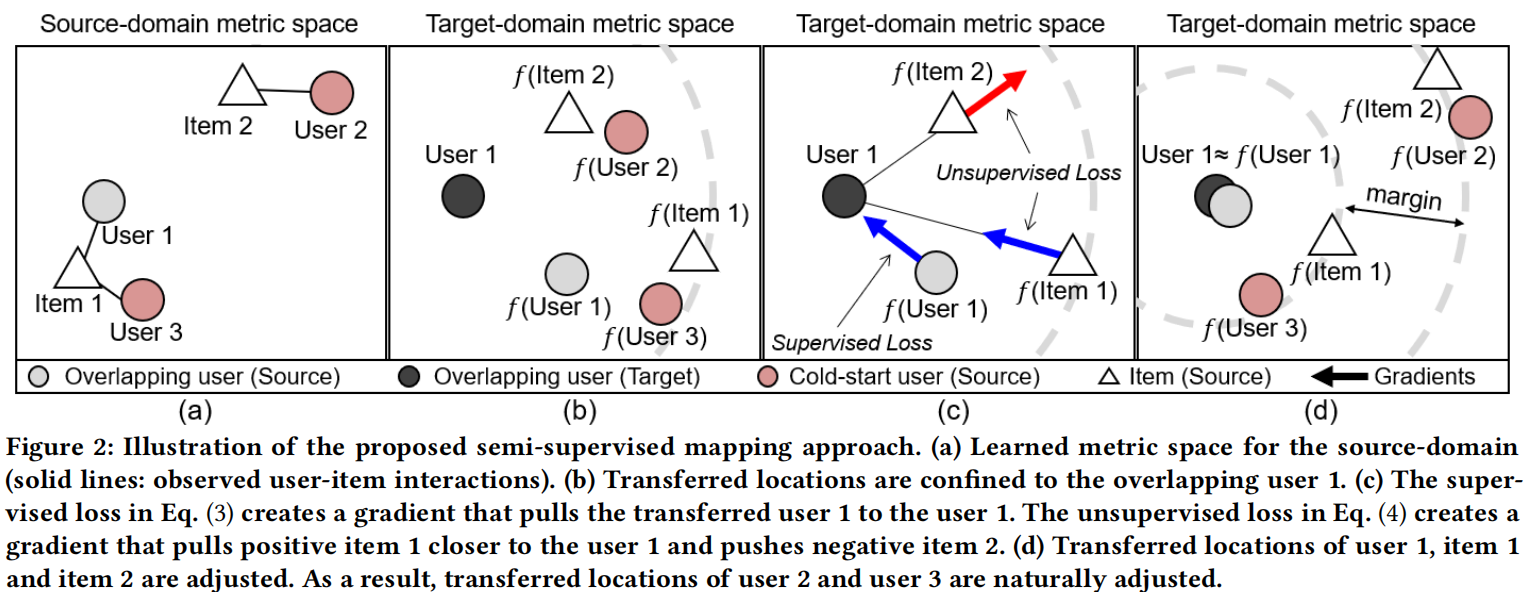 Source-domain metric space
Target-domain metric space
Target-domain metric space
Target-domain metric space
Item 2
User 2
User 1
Item 1
User 3
f(Item 2)
User 1
f(User 2)
f(Item 1)
f(User 1)
f(User 3)
f(Item 2)
User 1
Unsupervised Loss
f(User 1)
f(Item 1)
Supervised Loss
f(Item 2)
User 1≈ f(User 1)
f(User 2)
margin
f(Item 1)
f(User 3)
Overlapping user (Source)
Overlapping user (Target)
Cold-start user (Source)
Item (Source)
Gradients
(a)
(b)
(c)
(d)
Figure 2: Illustration of the proposed semi-supervised mapping approach. (a) Learned metric space for the source-domain
(solid lines: observed user-item interactions). (b) Transferred locations are confined to the overlapping user 1. (c) The super-
vised loss in Eq. (3) creates a gradient that pulls the transferred user 1 to the user 1. The unsupervised loss in Eq. (4) creates a
gradient that pulls positive item 1 closer to the user 1 and pushes negative item 2. (d) Transferred locations of user 1, item 1
and item 2 are adjusted. As a result, transferred locations of user 2 and user 3 are naturally adjusted.